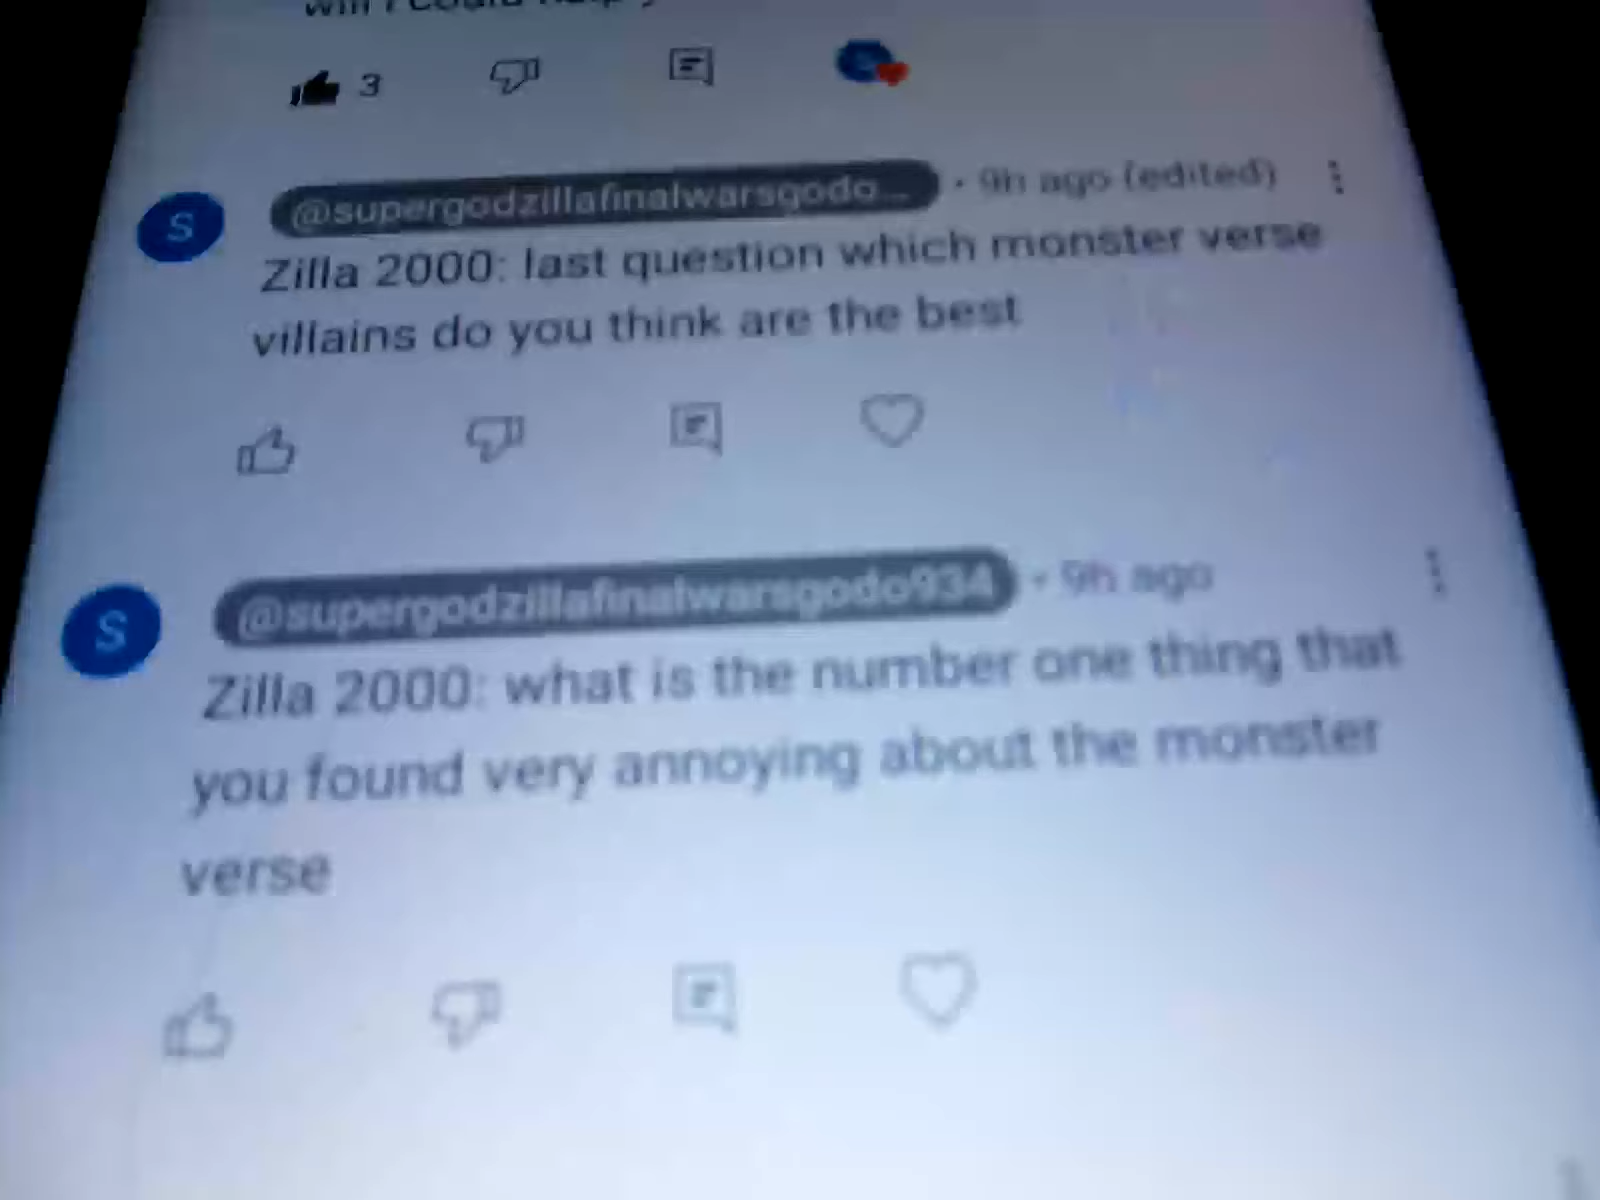 3
@supergodzillafinalwarsgodo... · 9h ago (edited)
S
Zilla 2000: last question which monster verse
villains do you think are the best
@supergodzillafinalwarsgodo934 · 9h ago
S
Zilla 2000: what is the number one thing that
you found very annoying about the monster
verse